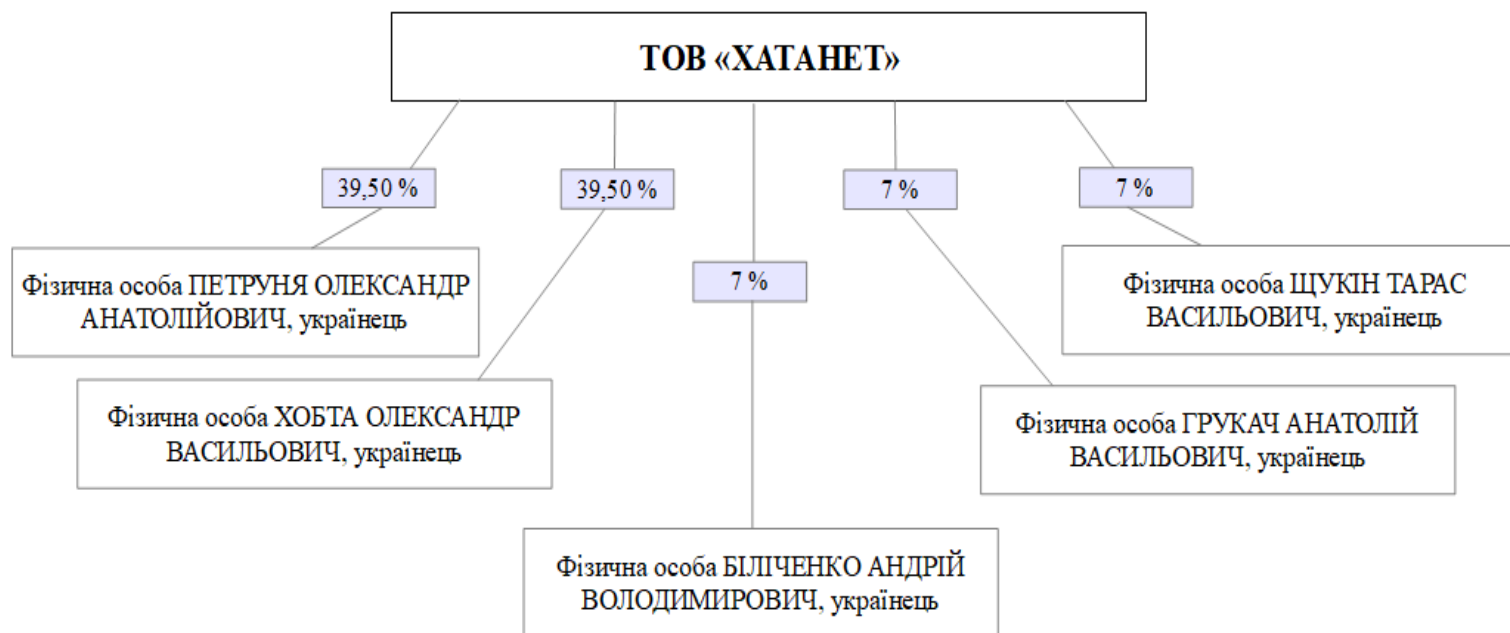 ТОВ «ХАТАНЕТ»
39,50 %
39,50 %
7 %
7 %
7 %
Фізична особа ПЕТРУНЯ ОЛЕКСАНДР
АНАТОЛІЙОВИЧ, українець
Фізична особа ЩУКІН ТАРАС
ВАСИЛЬОВИЧ, українець
Фізична особа ХОБТА ОЛЕКСАНДР
ВАСИЛЬОВИЧ, українець
Фізична особа ГРУКАЧ АНАТОЛІЙ
ВАСИЛЬОВИЧ, українець
Фізична особа БІЛІЧЕНКО АНДРІЙ
ВОЛОДИМИРОВИЧ, українець